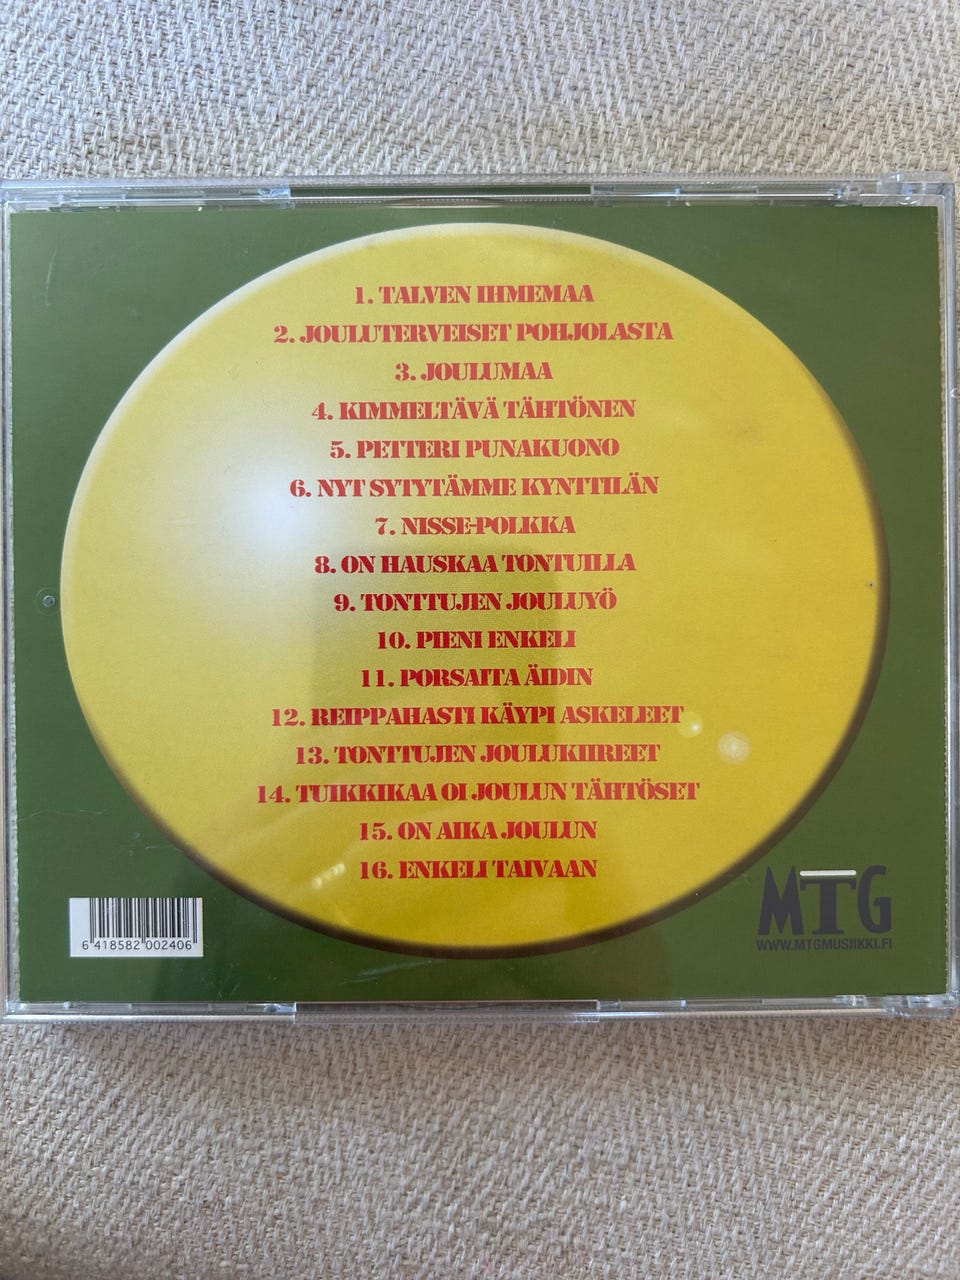 1. TALVEN IHMEMAA
2. JOULUTERVEISET POHJOLASTA
3. JOULUMAA
4. KIMMELTÄVÄ TÄHTÖNEN
5. PETTERI PUNAKUONO
6. NYT SYTYTÄMME KYNTTILÄN
7. NISSE-POLKKA
8. ON HAUSKAA TONTUILLA
9. TONTTUJEN JOULUYÖ
10. PIENI ENKELI
11. PORSAITA ÄIDIN
12. REIPPAHASTI KÄYPI ASKELEET
13. TONTTUJEN JOULUKIIREET
14. TUIKKIKAA OI JOULUN TÄHTÖSET
15. ON AIKA JOULUN
16. ENKELI TAIVAAN
MTG
WWW.MTGMUSIIKKI.FI
6 418582 002406